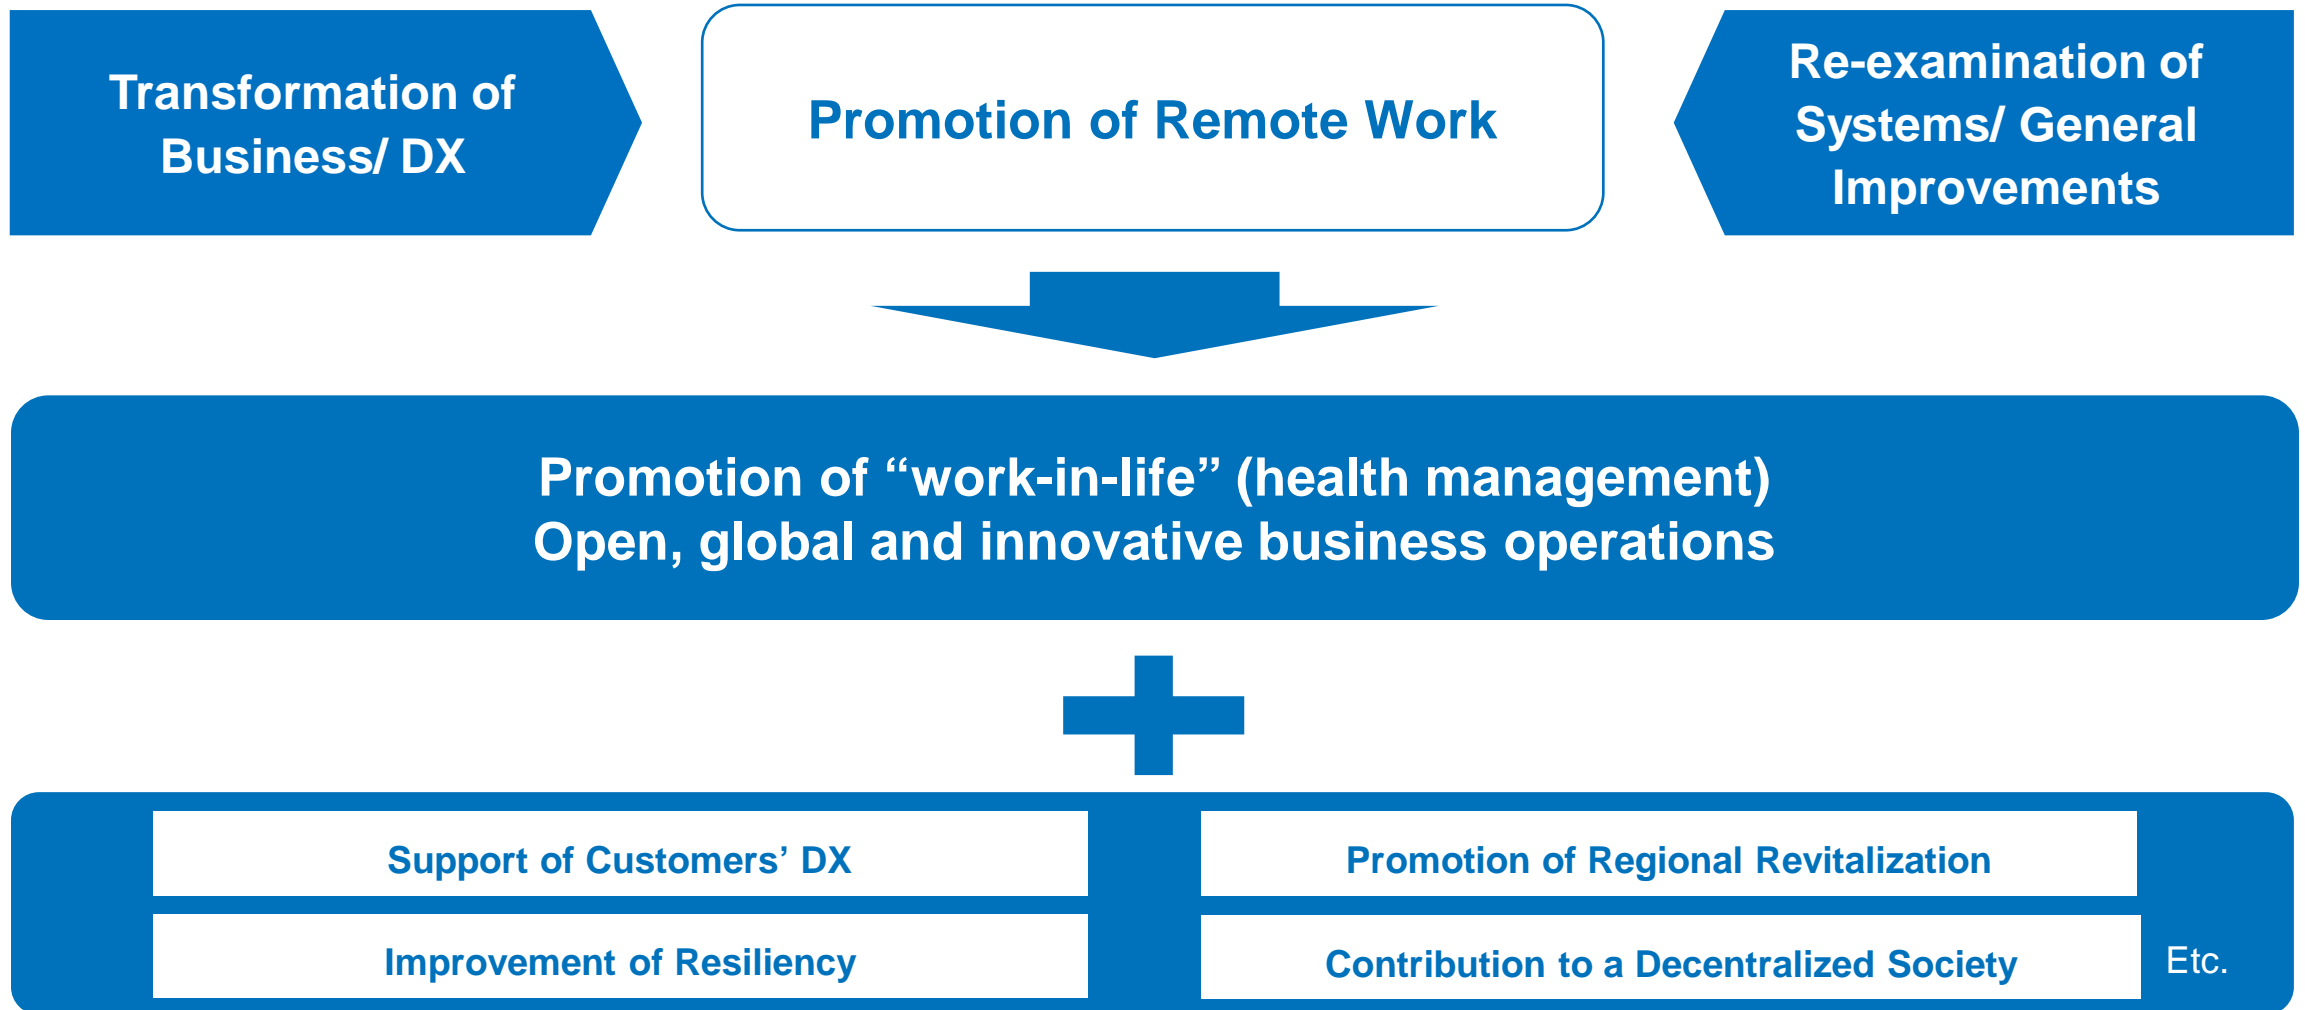 Transformation of
Business/ DX
Promotion of Remote Work
Re-examination of
Systems/ General
Improvements
Promotion of “work-in-life” (health management)
Open, global and innovative business operations
Support of Customers’ DX
Promotion of Regional Revitalization
Improvement of Resiliency
Contribution to a Decentralized Society
Etc.